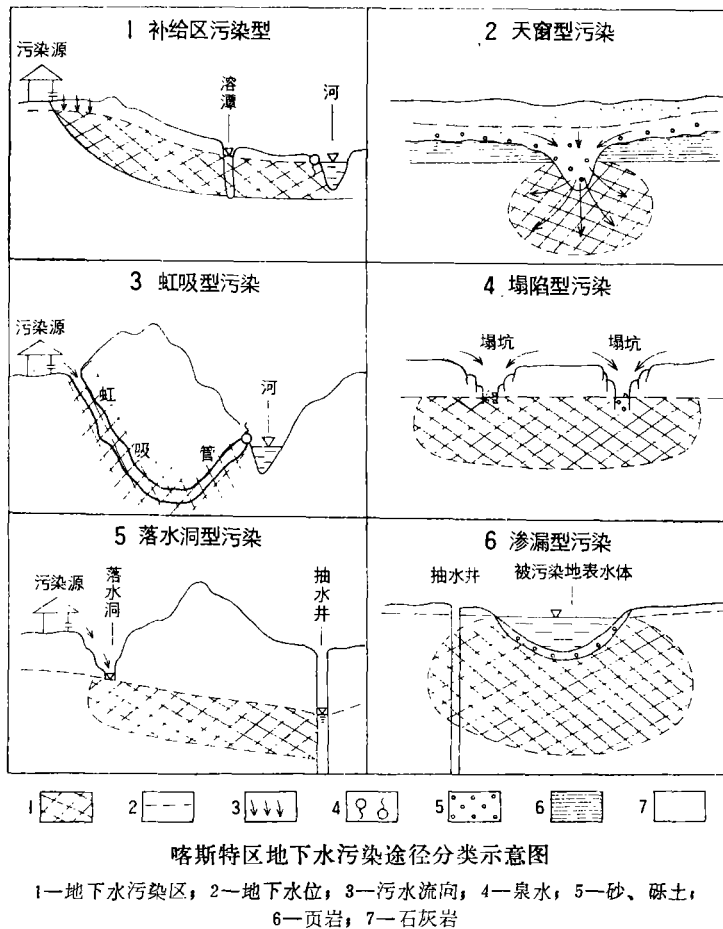 1 补给区污染型
污染源
溶潭
河
2 天窗型污染
3 虹吸型污染
污染源
虹
吸
管
河
4 塌陷型污染
塌坑
塌坑
5 落水洞型污染
污染源
落水洞
抽水井
6 渗漏型污染
抽水井
被污染地表水体
1 2 3 4 5 6 7
喀斯特区地下水污染途径分类示意图
1—地下水污染区；2—地下水位；3—污水流向；4—泉水；5—砂、砾土；
6—页岩；7—石灰岩